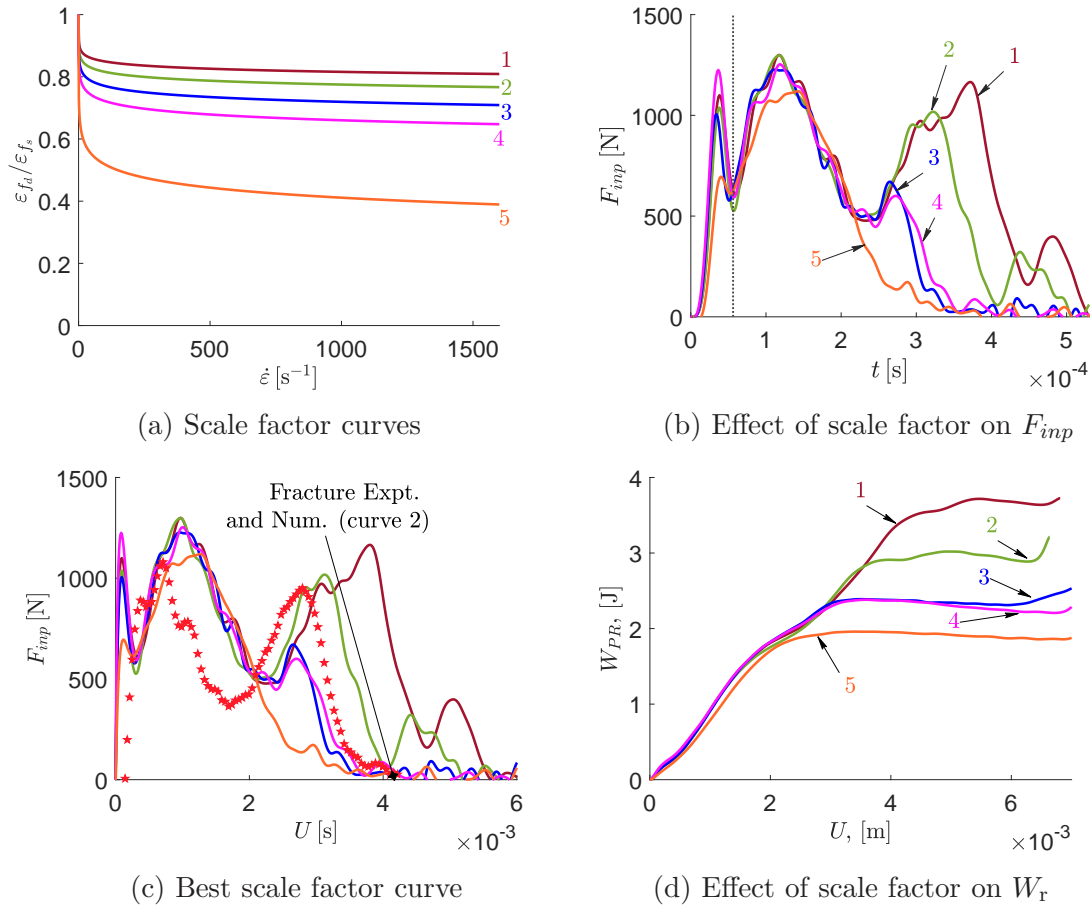 1
0.8
0.6
0.4
0.2
0
0 500 1000 1500
ε_{f_d}/ε_{f_s}
ε̇ [s⁻¹]
1
2
3
4
5
(a) Scale factor curves
1500
1000
500
0
0 1 2 3 4 5
×10⁻⁴
F_{inp} [N]
t [s]
1
2
3
4
5
(b) Effect of scale factor on F_{inp}
1500
1000
500
0
0 2 4 6
×10⁻³
F_{inp} [N]
U [s]
Fracture Expt.
and Num. (curve 2)
(c) Best scale factor curve
4
3
2
1
0
0 2 4 6
×10⁻³
W_{PR}, [J]
U, [m]
1
2
3
4
5
(d) Effect of scale factor on W_r